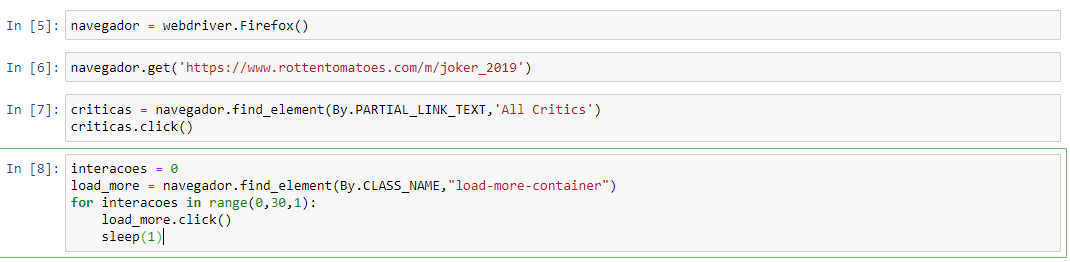 In [5]: navegador = webdriver.Firefox()
In [6]: navegador.get('https://www.rottentomatoes.com/m/joker_2019')
In [7]: criticas = navegador.find_element(By.PARTIAL_LINK_TEXT,'All Critics')
criticas.click()
In [8]: interacoes = 0
load_more = navegador.find_element(By.CLASS_NAME,"load-more-container")
for interacoes in range(0,30,1):
    load_more.click()
    sleep(1)